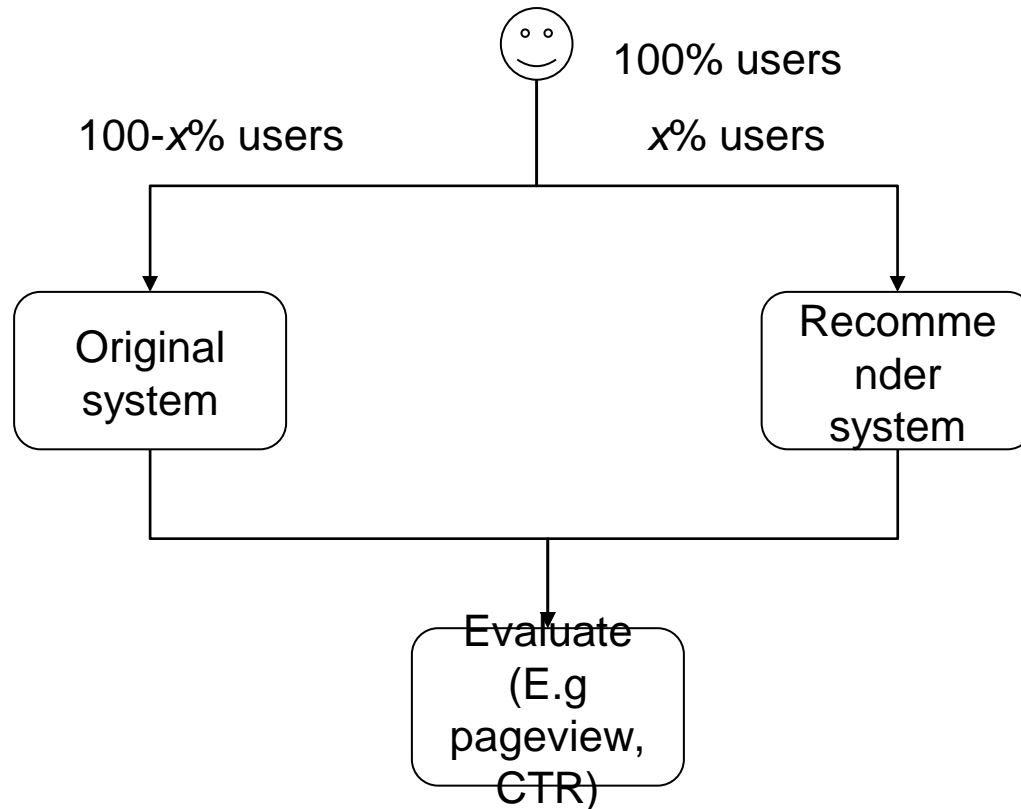 100% users
100-x% users
x% users
Original
system
Recomme
nder
system
Evaluate
(E.g
pageview,
CTR)